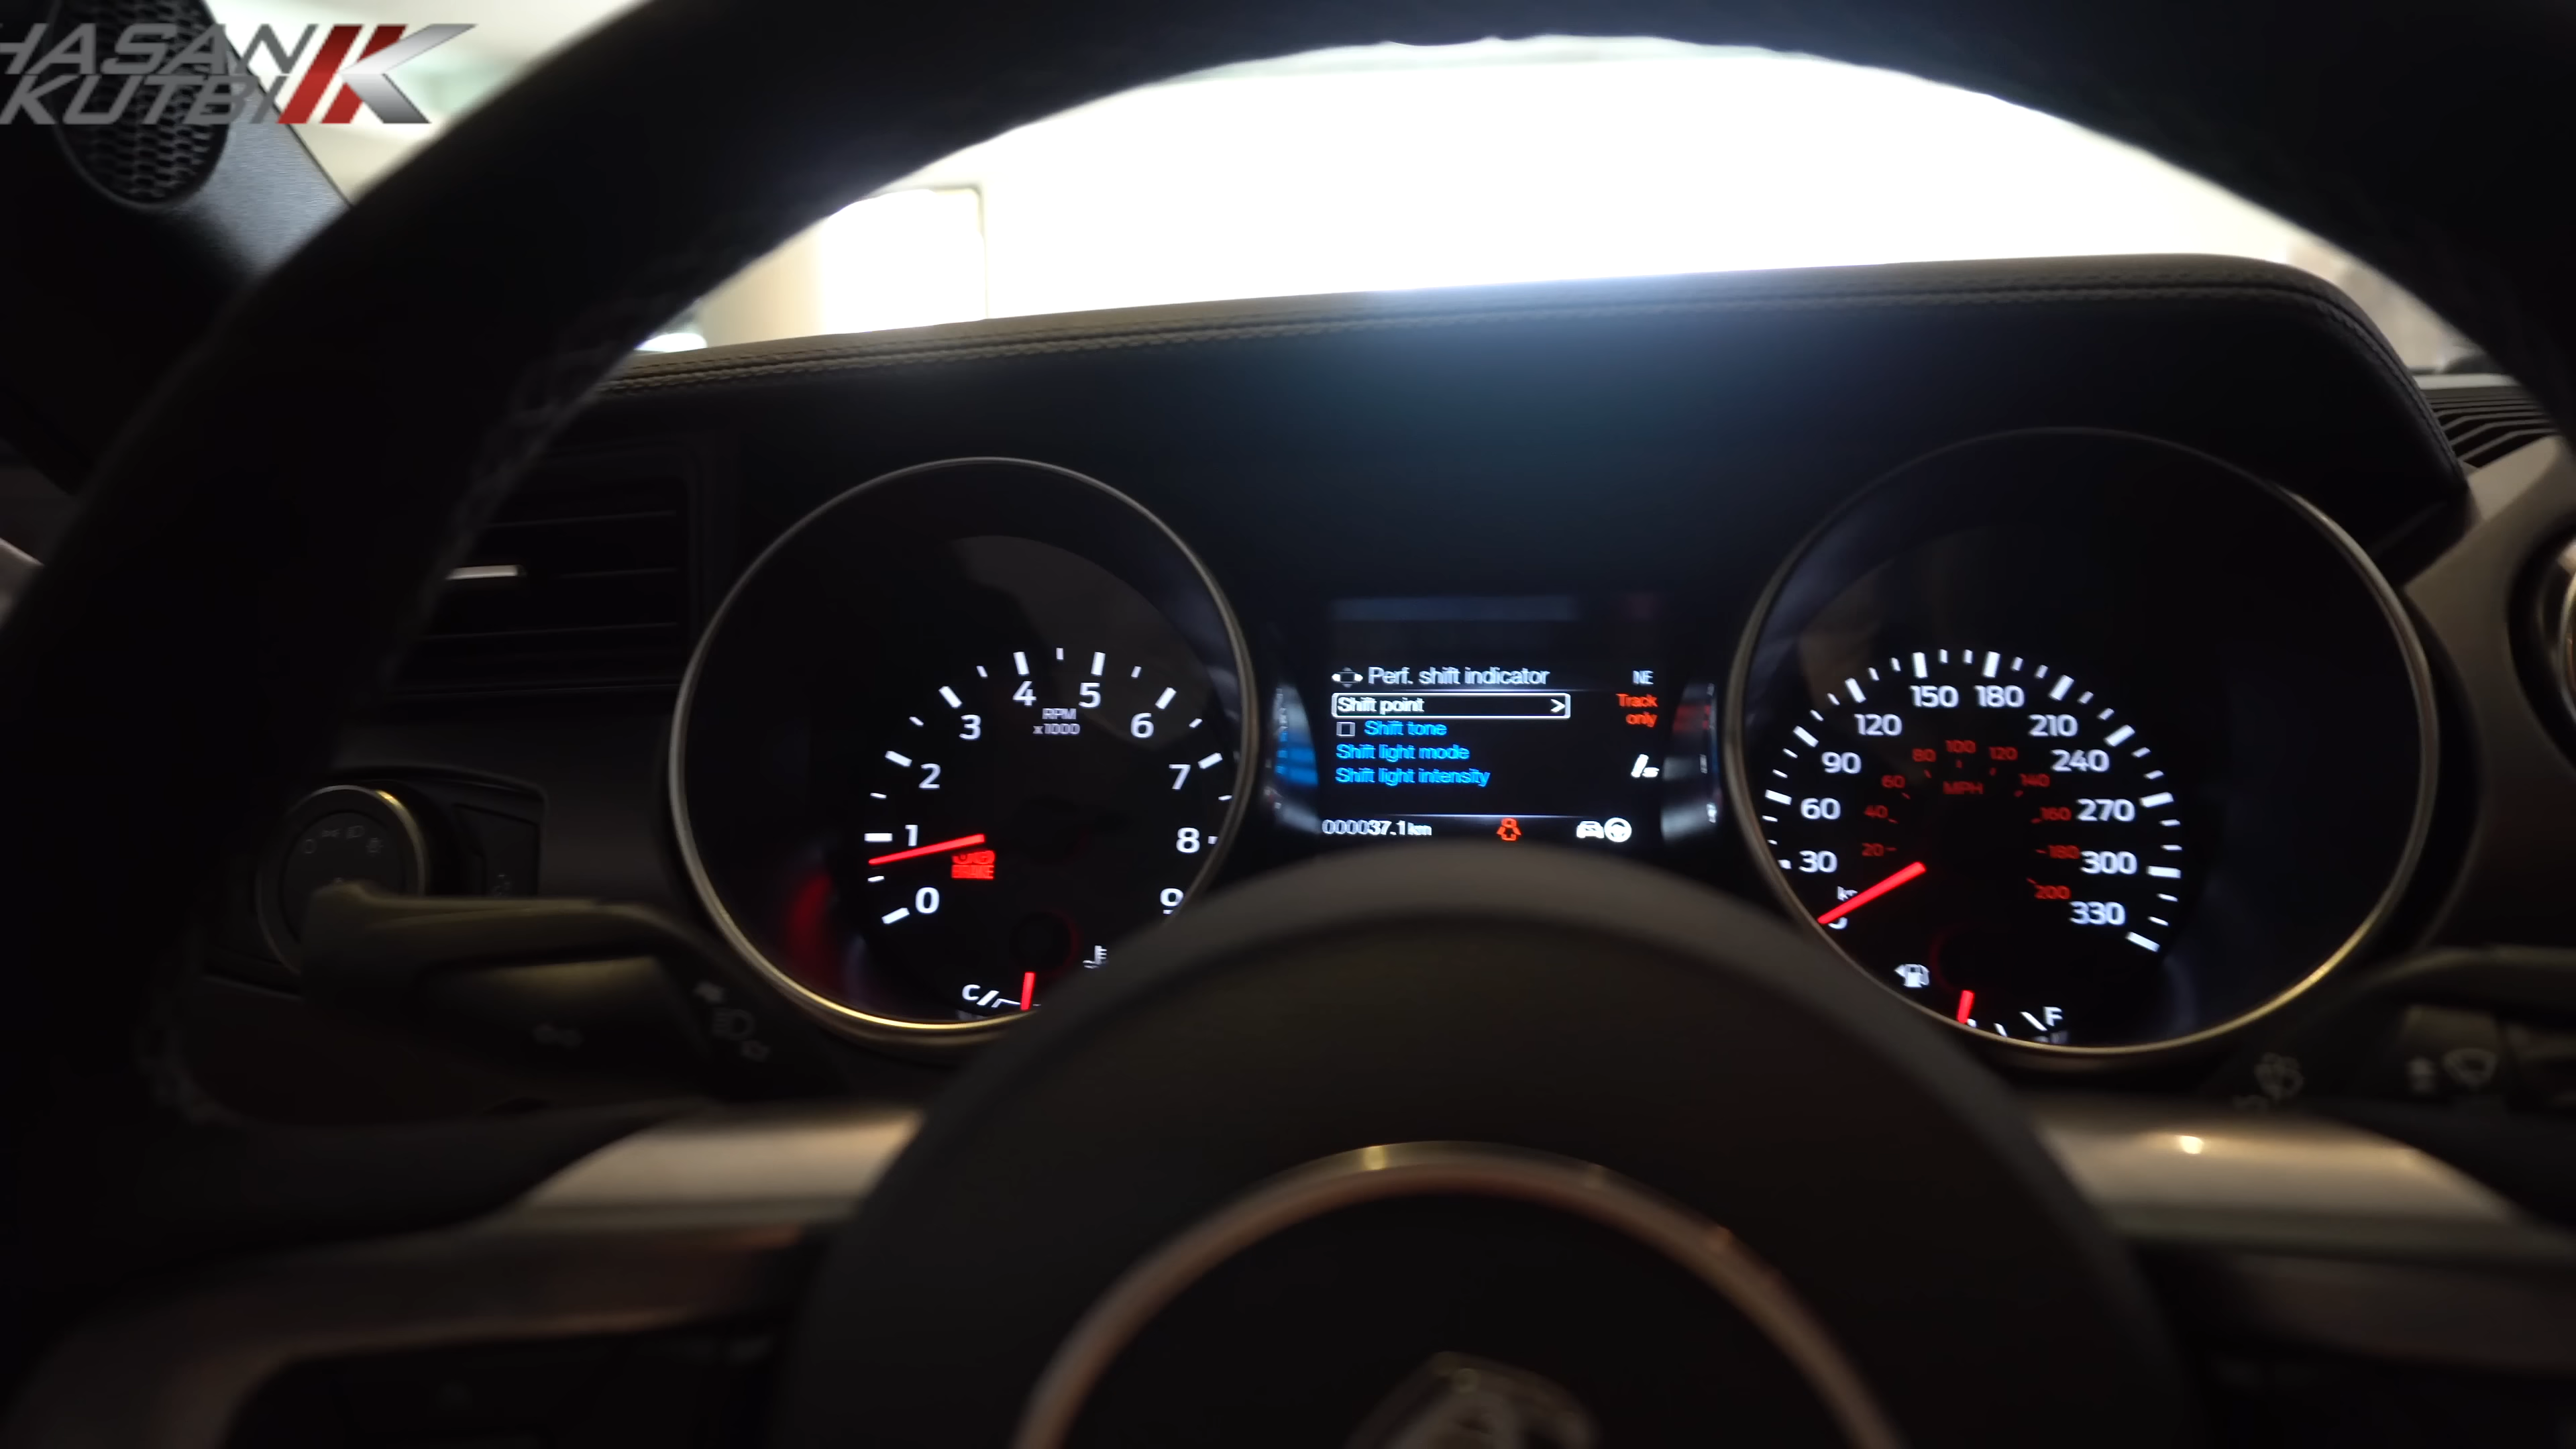 HASAN
KUTBI
Perf. shift indicator
NE
Shift point >
Track
only
Shift tone
Shift light mode
Shift light intensity
000037.1 km
0
1
2
3
4
5
6
7
8
9
RPM
x1000
BRAKE
C
30
60
90
120
150
180
210
240
270
300
330
20
40
60
80
100
120
140
160
180
200
MPH
F